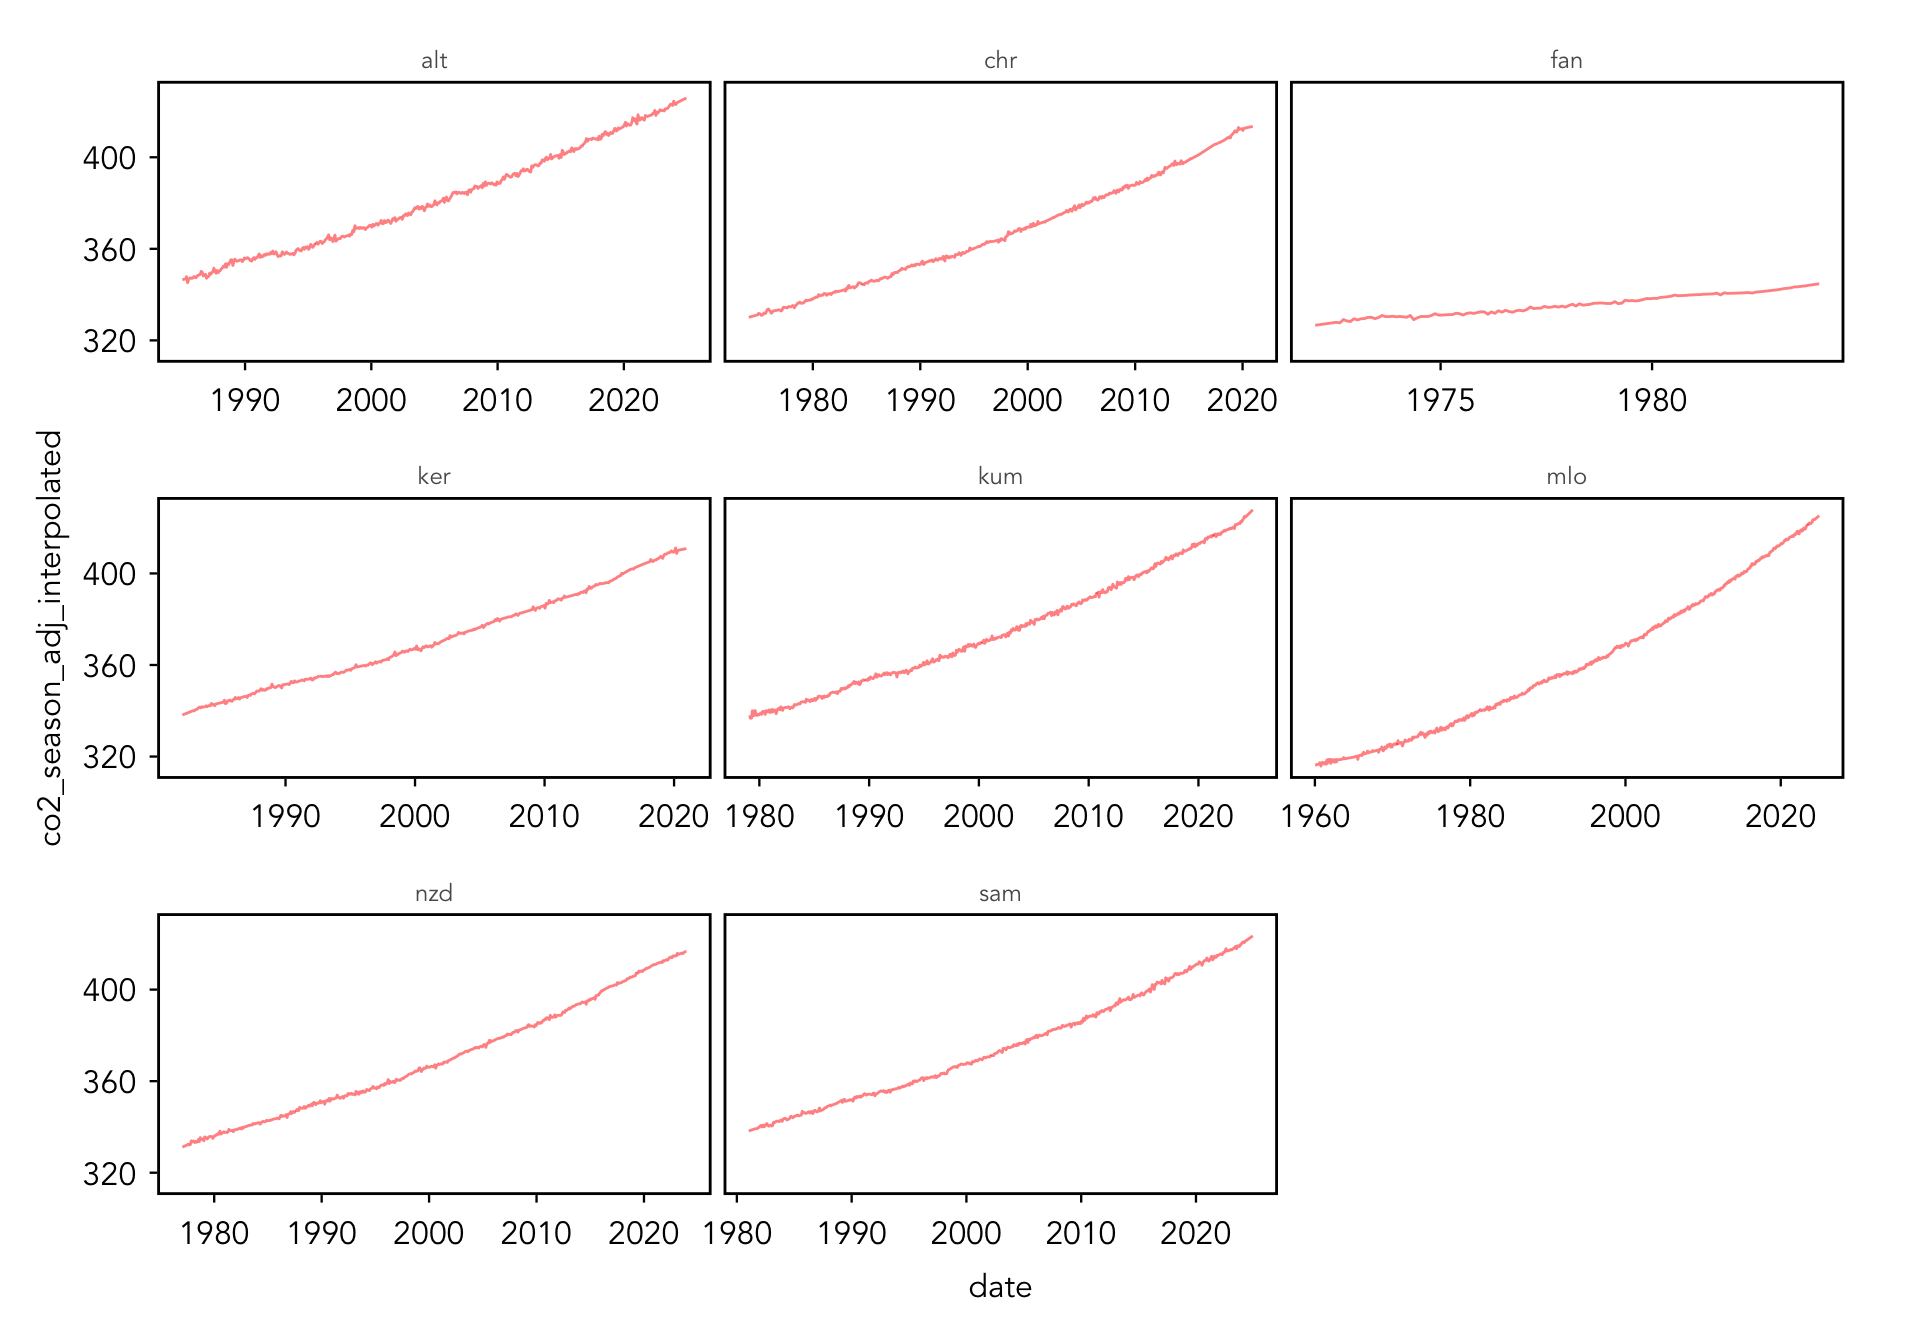 alt chr fan
400
360
320
1990 2000 2010 2020 1980 1990 2000 2010 2020 1975 1980
co2_season_adj_interpolated
ker kum mlo
400
360
320
1990 2000 2010 2020 1980 1990 2000 2010 2020 1960 1980 2000 2020
nzd sam
400
360
320
1980 1990 2000 2010 2020 1980 1990 2000 2010 2020
date